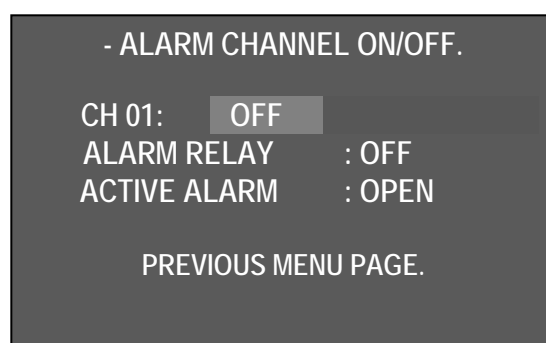 - ALARM CHANNEL ON/OFF.
CH 01: OFF
ALARM RELAY : OFF
ACTIVE ALARM : OPEN
PREVIOUS MENU PAGE.